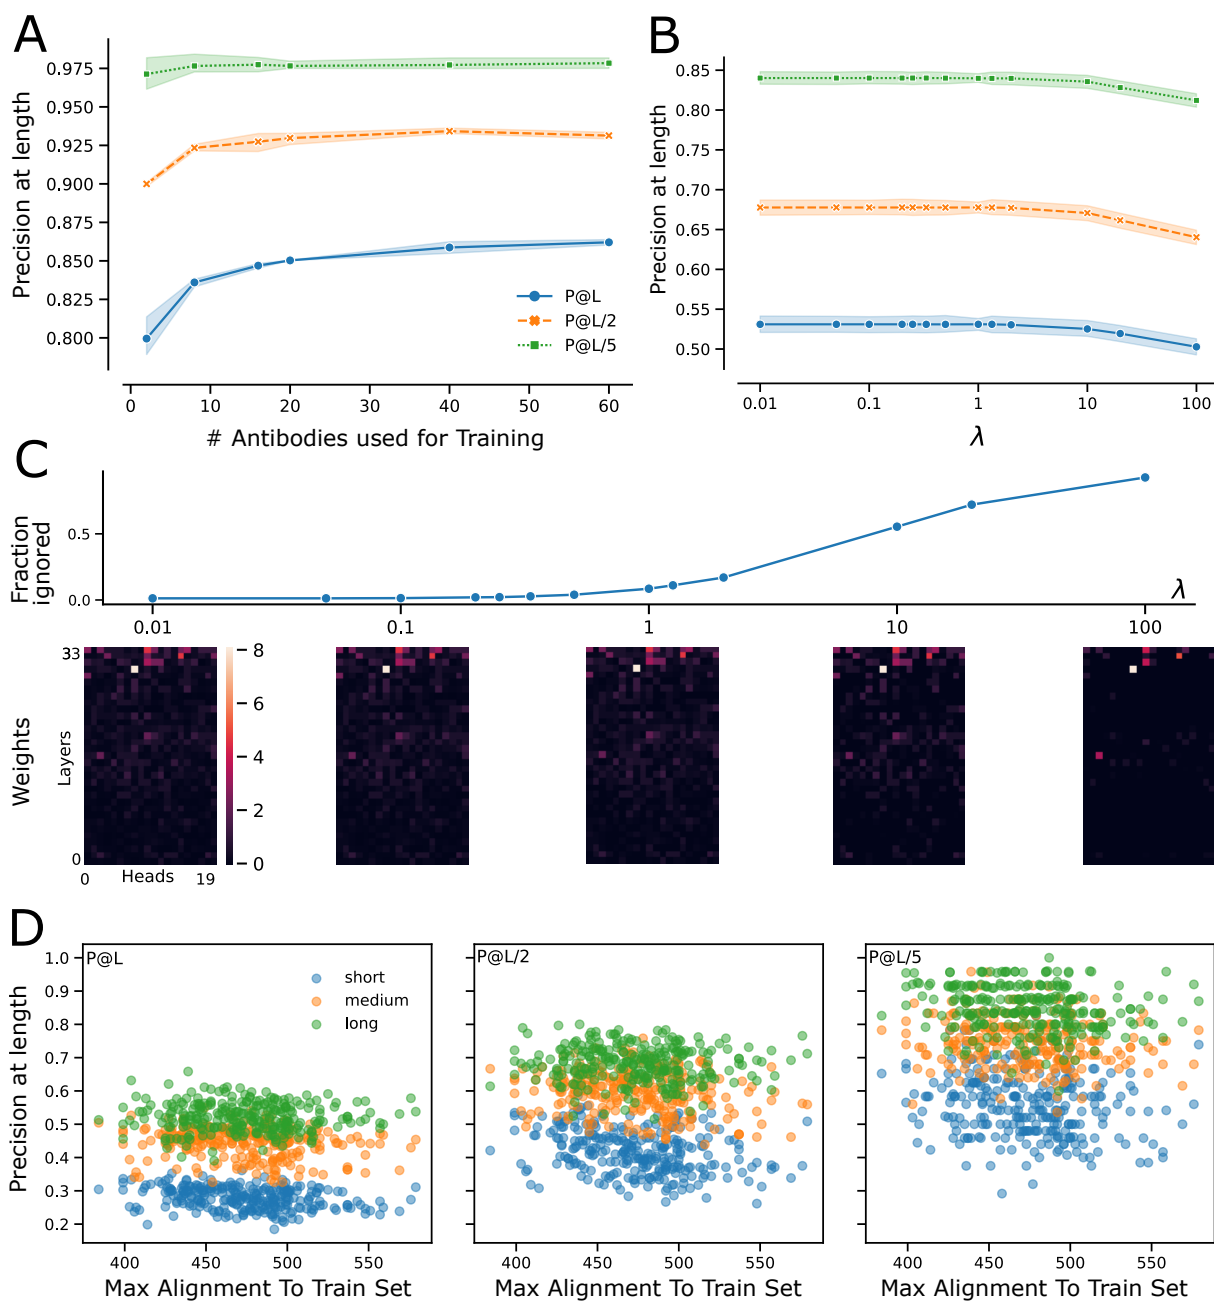 A
Precision at length
0.975
0.950
0.925
0.900
0.875
0.850
0.825
0.800
P@L
P@L/2
P@L/5
0 10 20 30 40 50 60
# Antibodies used for Training
B
Precision at length
0.85
0.80
0.75
0.70
0.65
0.60
0.55
0.50
0.01 0.1 1 10 100
λ
C
Fraction
ignored
0.5
0.0
λ
0.01 0.1 1 10 100
Weights
Layers
33
0
0 Heads 19
8
6
4
2
0
D
Precision at length
1.0
0.9
0.8
0.7
0.6
0.5
0.4
0.3
0.2
P@L
short
medium
long
400 450 500 550
Max Alignment To Train Set
P@L/2
400 450 500 550
Max Alignment To Train Set
P@L/5
400 450 500 550
Max Alignment To Train Set